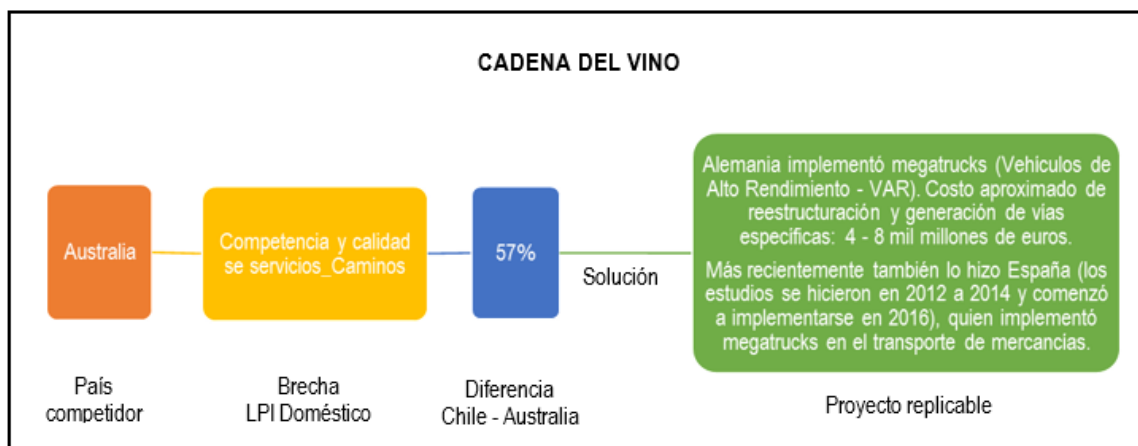 CADENA DEL VINO
Australia
Competencia y calidad
se servicios_Caminos
57%
Solución
Alemania implementó megatrucks (Vehículos de
Alto Rendimiento - VAR). Costo aproximado de
reestructuración y generación de vías
específicas: 4 - 8 mil millones de euros.
Más recientemente también lo hizo España (los
estudios se hicieron en 2012 a 2014 y comenzó
a implementarse en 2016), quien implementó
megatrucks en el transporte de mercancías.
País
competidor
Brecha
LPI Doméstico
Diferencia
Chile - Australia
Proyecto replicable